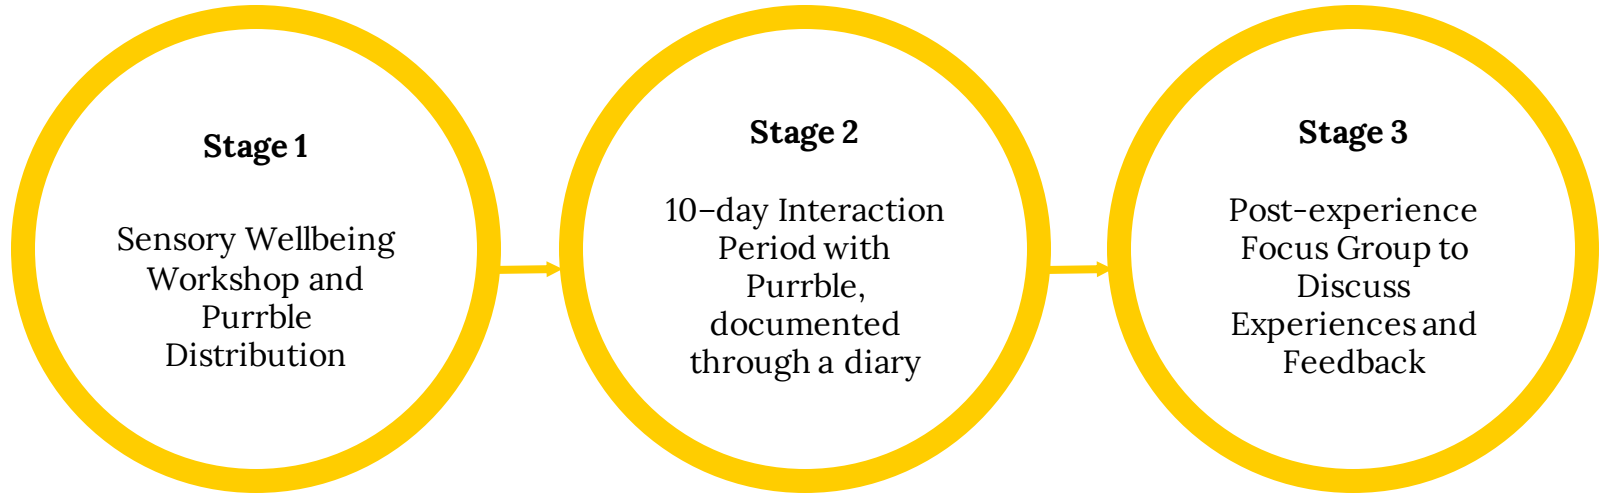 Stage 1
Sensory Wellbeing
Workshop and
Purrble
Distribution
Stage 2
10–day Interaction
Period with
Purrble,
documented
through a diary
Stage 3
Post-experience
Focus Group to
Discuss
Experiences and
Feedback